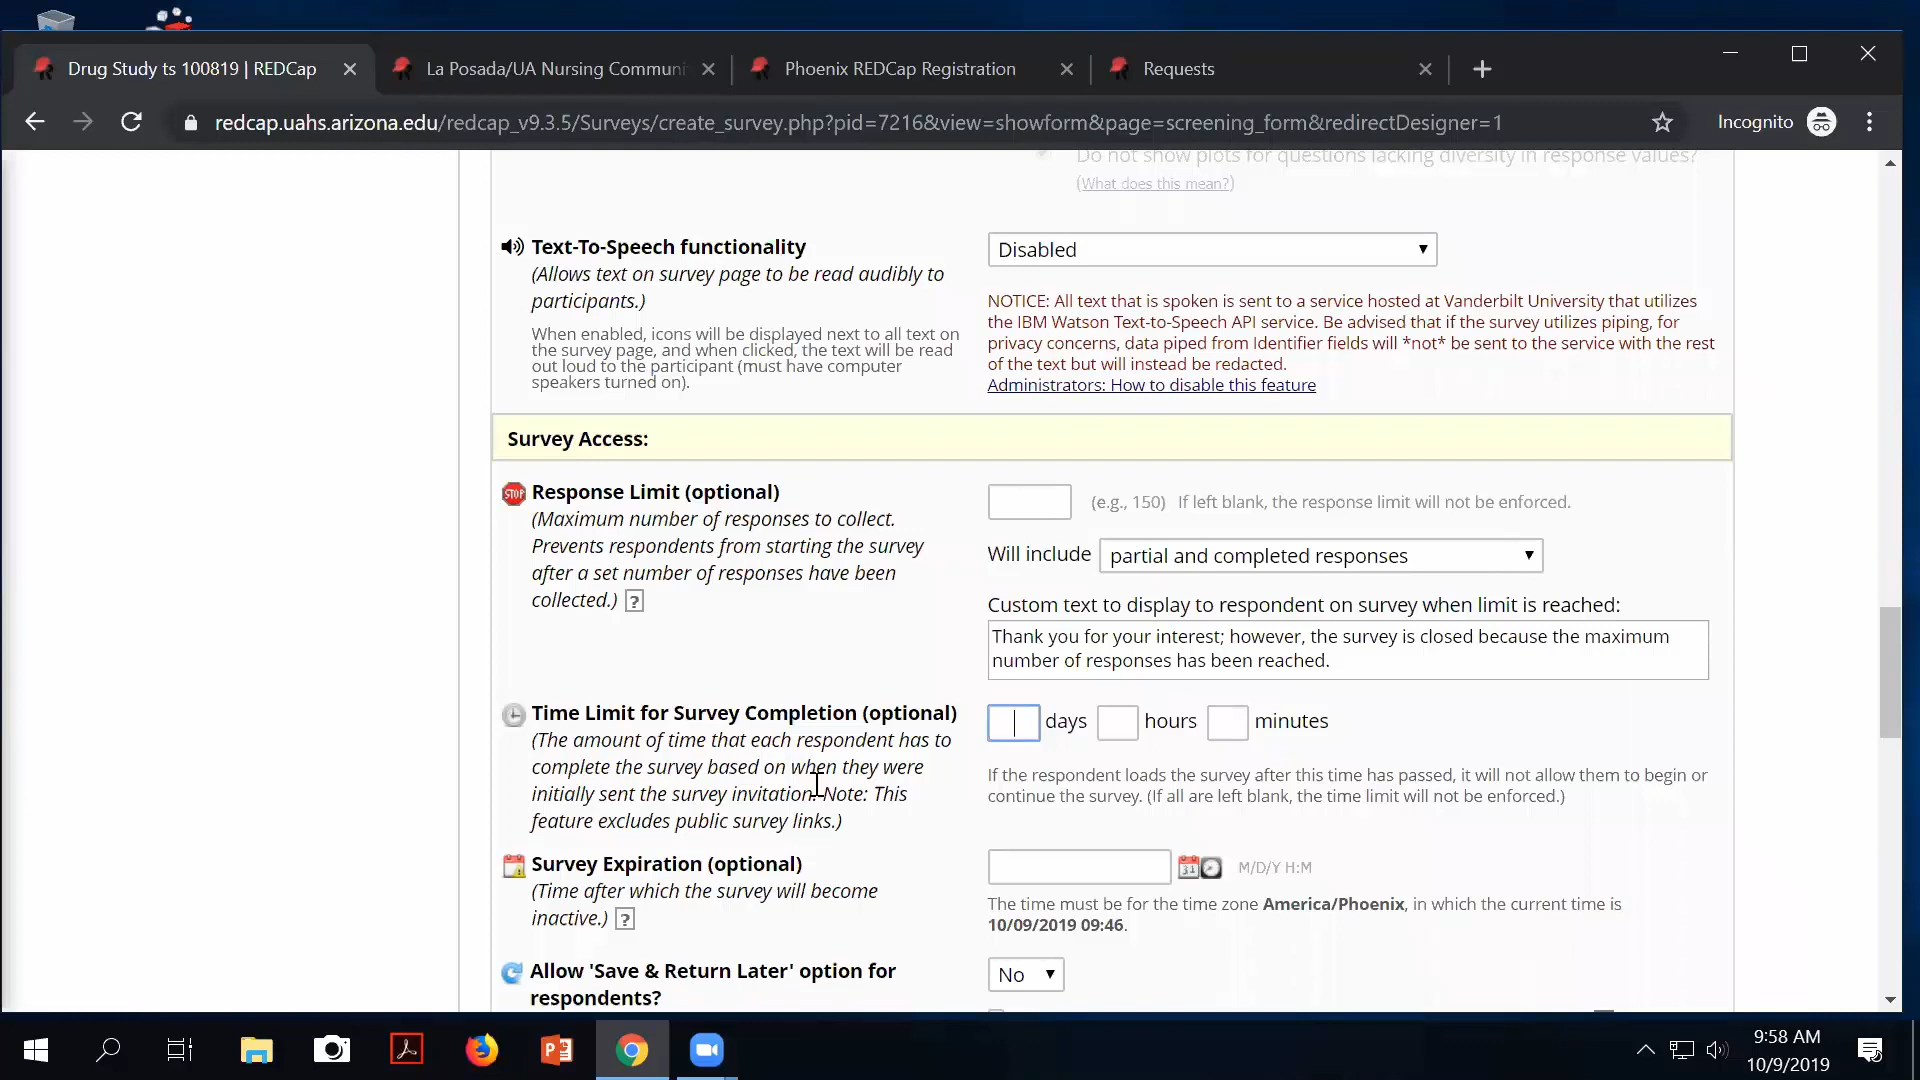 Drug Study ts 100819 | REDCap
La Posada/UA Nursing Communi
Phoenix REDCap Registration
Requests
redcap.uahs.arizona.edu/redcap_v9.3.5/Surveys/create_survey.php?pid=7216&view=showform&page=screening_form&redirectDesigner=1
Incognito
Do not show plots for questions lacking diversity in response values?
(What does this mean?)
Text-To-Speech functionality
(Allows text on survey page to be read audibly to
participants.)
When enabled, icons will be displayed next to all text on
the survey page, and when clicked, the text will be read
out loud to the participant (must have computer
speakers turned on).
Disabled
NOTICE: All text that is spoken is sent to a service hosted at Vanderbilt University that utilizes
the IBM Watson Text-to-Speech API service. Be advised that if the survey utilizes piping, for
privacy concerns, data piped from Identifier fields will *not* be sent to the service with the rest
of the text but will instead be redacted.
Administrators: How to disable this feature
Survey Access:
STOP
Response Limit (optional)
(Maximum number of responses to collect.
Prevents respondents from starting the survey
after a set number of responses have been
collected.) ?
(e.g., 150) If left blank, the response limit will not be enforced.
Will include partial and completed responses
Custom text to display to respondent on survey when limit is reached:
Thank you for your interest; however, the survey is closed because the maximum
number of responses has been reached.
Time Limit for Survey Completion (optional)
(The amount of time that each respondent has to
complete the survey based on when they were
initially sent the survey invitation. Note: This
feature excludes public survey links.)
days hours minutes
If the respondent loads the survey after this time has passed, it will not allow them to begin or
continue the survey. (If all are left blank, the time limit will not be enforced.)
Survey Expiration (optional)
(Time after which the survey will become
inactive.) ?
31 M/D/Y H:M
The time must be for the time zone America/Phoenix, in which the current time is
10/09/2019 09:46.
Allow 'Save & Return Later' option for
respondents?
No
9:58 AM
10/9/2019